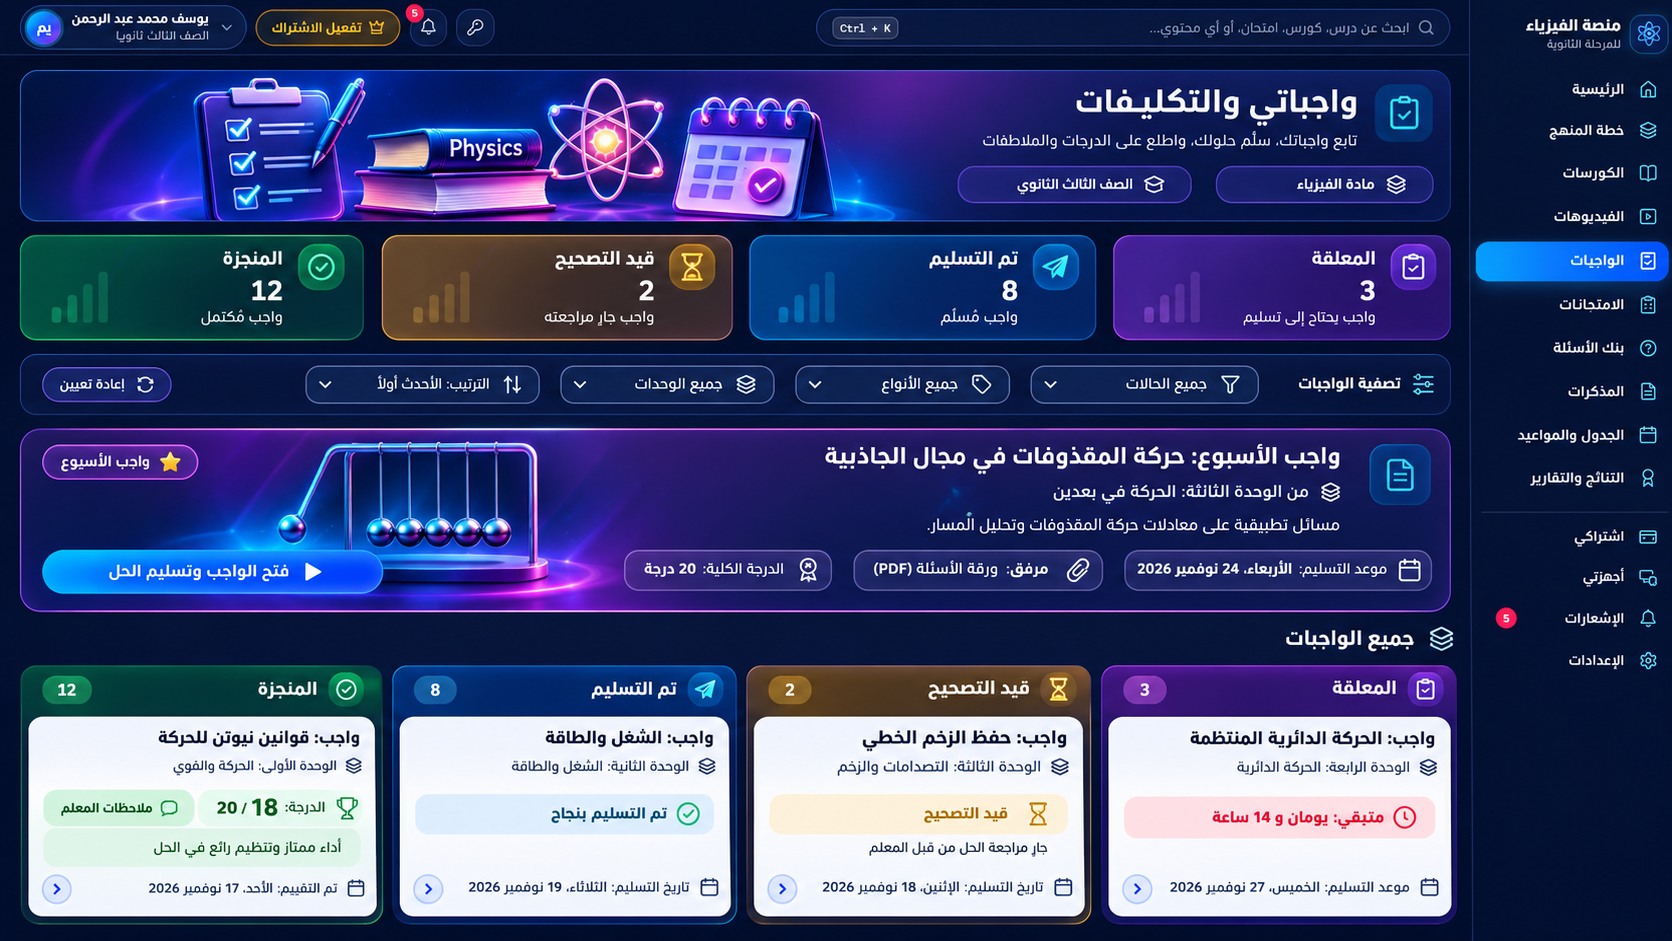 منصة الفيزياء
للمرحلة الثانوية
الرئيسية
خطة المنهج
الكورسات
الفيديوهات
الواجبات
الامتحانات
بنك الأسئلة
المذكرات
الجدول والمواعيد
النتائج والتقارير
اشتراكي
أجهزتي
الإشعارات
5
الإعدادات
ابحث عن درس، كورس، امتحان، أو أي محتوى...
Ctrl + K
5
تفعيل الاشتراك
يوسف محمد عبد الرحمن
الصف الثالث ثانويا
يم
واجباتي والتكليفات
تابع واجباتك، سلّم حلولك، واطلع على الدرجات والملاطفات
مادة الفيزياء
الصف الثالث الثانوي
Physics
المعلقة
3
واجب يحتاج إلى تسليم
تم التسليم
8
واجب مُسلّم
قيد التصحيح
2
واجب جارٍ مراجعته
المنجزة
12
واجب مُكتمل
تصفية الواجبات
جميع الحالات
جميع الأنواع
جميع الوحدات
الترتيب: الأحدث أولاً
إعادة تعيين
واجب الأسبوع: حركة المقذوفات في مجال الجاذبية
واجب الأسبوع
من الوحدة الثانثة: الحركة في بعدين
مسائل تطبيقية على معادلات حركة المقذوفات وتحليل المسار.
موعد التسليم: الأربعاء، 24 نوفمبر 2026
مرفق: ورقة الأسئلة (PDF)
الدرجة الكلية: 20 درجة
فتح الواجب وتسليم الحل
جميع الواجبات
المعلقة
3
واجب: الحركة الدائرية المنتظمة
الوحدة الرابعة: الحركة الدائرية
متبقي: يومان و 14 ساعة
موعد التسليم: الخميس، 27 نوفمبر 2026
قيد التصحيح
2
واجب: حفظ الزخم الخطي
الوحدة الثالثة: التصدامات والزخم
قيد التصحيح
جارٍ مراجعة الحل من قبل المعلم
تاريخ التسليم: الإثنين، 18 نوفمبر 2026
تم التسليم
8
واجب: الشغل والطاقة
الوحدة الثانية: الشغل والطاقة
تم التسليم بنجاح
تاريخ التسليم: الثلاثاء، 19 نوفمبر 2026
المنجزة
12
واجب: قوانين نيوتن للحركة
الوحدة الأولى: الحركة والقوي
الدرجة: 18 / 20
ملاحظات المعلم
أداء ممتاز وتنظيم رائع في الحل
تم التقييم: الأحد، 17 نوفمبر 2026